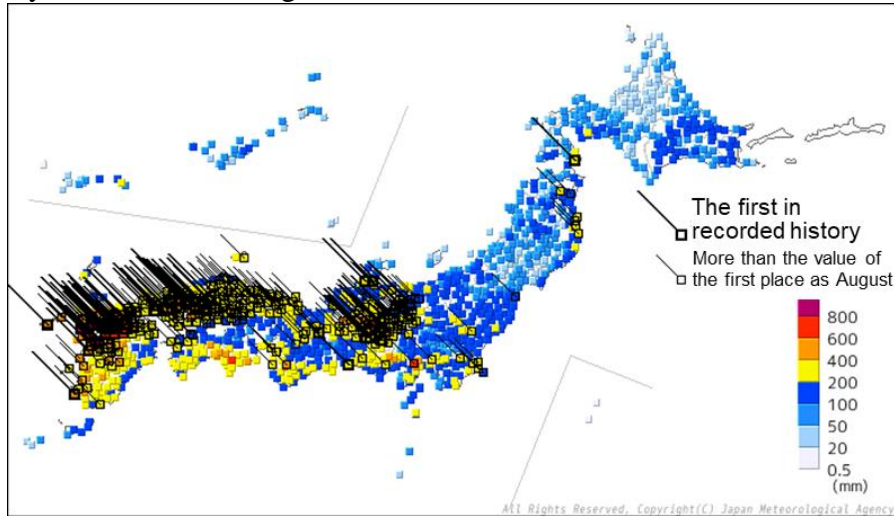 The first in
recorded history
More than the value of
the first place as August
800
600
400
200
100
50
20
0.5
(mm)
All Rights Reserved, Copyright(C) Japan Meteorological Agency